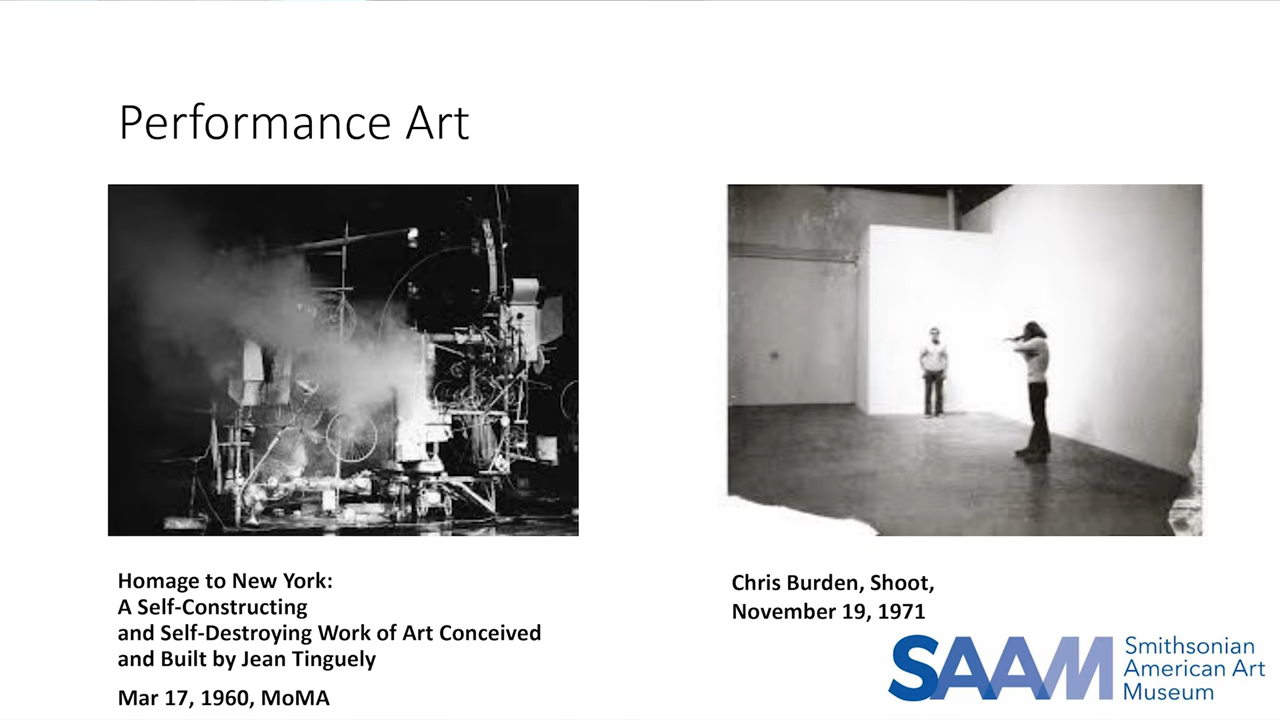 Performance Art
Homage to New York:
A Self-Constructing
and Self-Destroying Work of Art Conceived
and Built by Jean Tinguely
Mar 17, 1960, MoMA
Chris Burden, Shoot,
November 19, 1971
SAAM
Smithsonian
American Art
Museum